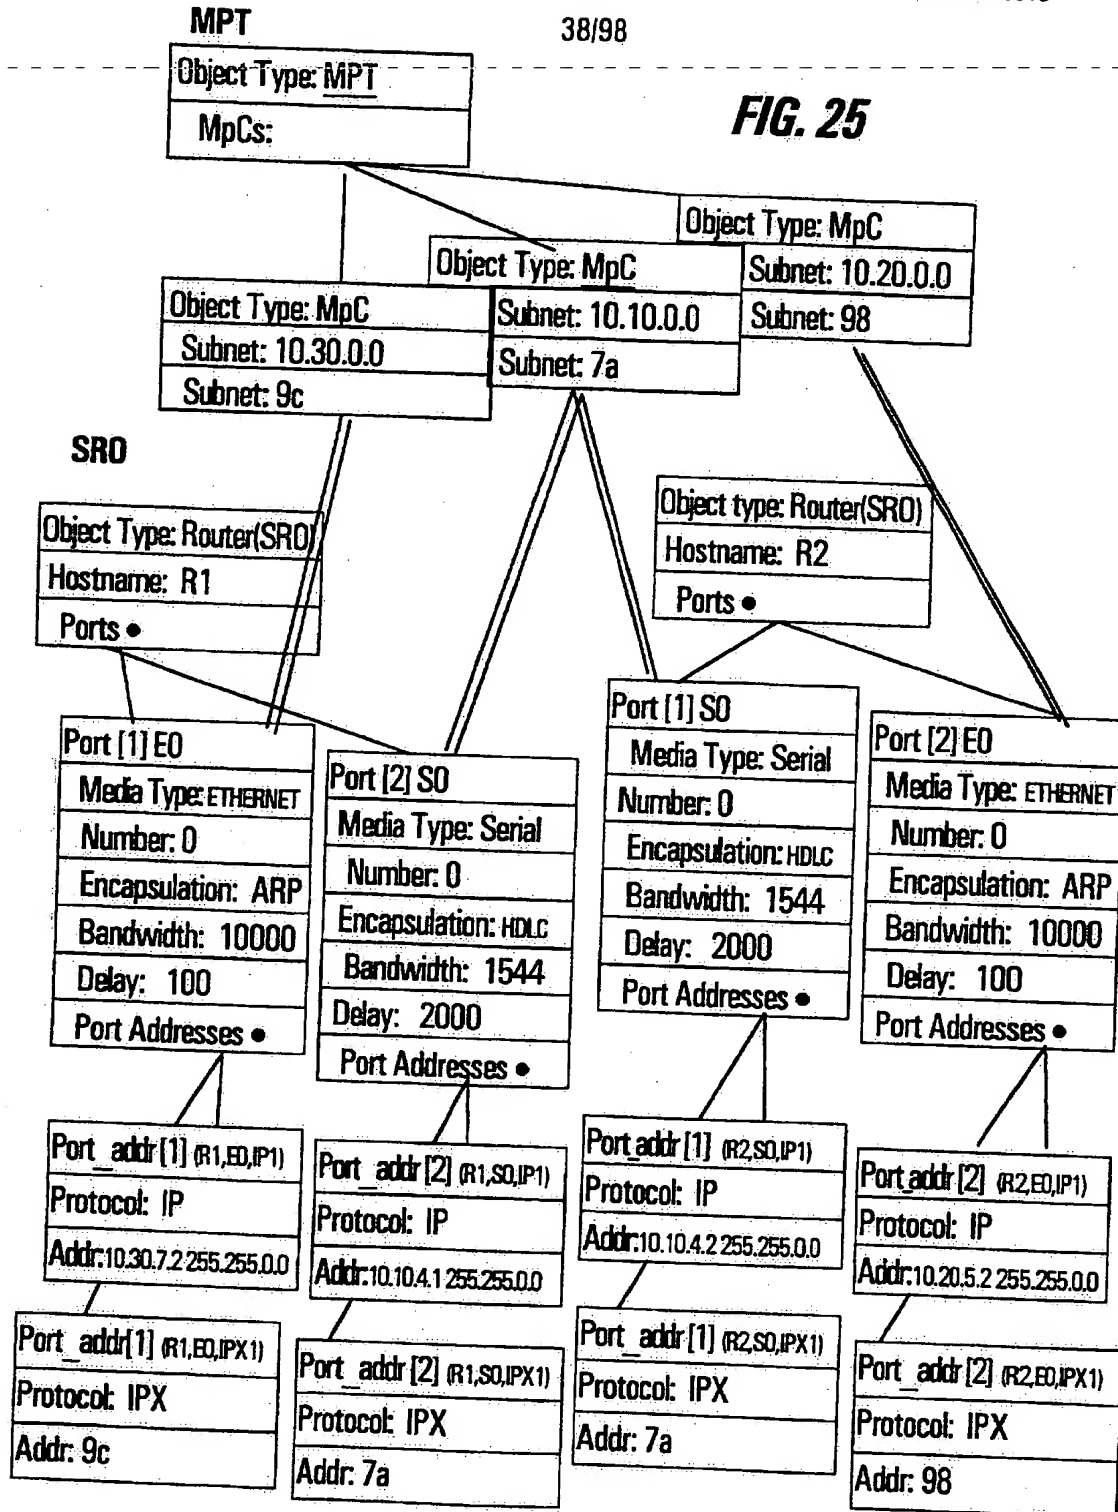 38/98
MPT
Object Type: MPT
MpCs:
FIG. 25
Object Type: MpC
Subnet: 10.20.0.0
Subnet: 98
Object Type: MpC
Subnet: 10.10.0.0
Subnet: 7a
Object Type: MpC
Subnet: 10.30.0.0
Subnet: 9c
SRO
Object Type: Router(SRO)
Hostname: R1
Ports •
Object type: Router(SRO)
Hostname: R2
Ports •
Port [1] E0
Media Type: ETHERNET
Number: 0
Encapsulation: ARP
Bandwidth: 10000
Delay: 100
Port Addresses •
Port [2] S0
Media Type: Serial
Number: 0
Encapsulation: HDLC
Bandwidth: 1544
Delay: 2000
Port Addresses •
Port [1] S0
Media Type: Serial
Number: 0
Encapsulation: HDLC
Bandwidth: 1544
Delay: 2000
Port Addresses •
Port [2] E0
Media Type: ETHERNET
Number: 0
Encapsulation: ARP
Bandwidth: 10000
Delay: 100
Port Addresses •
Port_addr [1] (R1,E0,IP1)
Protocol: IP
Addr:10.30.7.2 255.255.0.0
Port_addr [2] (R1,S0,IP1)
Protocol: IP
Addr:10.10.4.1 255.255.0.0
Port_addr [1] (R2,S0,IP1)
Protocol: IP
Addr:10.10.4.2 255.255.0.0
Port_addr [2] (R2,E0,IP1)
Protocol: IP
Addr:10.20.5.2 255.255.0.0
Port_addr[1] (R1,E0,IPX1)
Protocol: IPX
Addr: 9c
Port_addr [2] (R1,S0,IPX1)
Protocol: IPX
Addr: 7a
Port_addr [1] (R2,S0,IPX1)
Protocol: IPX
Addr: 7a
Port_addr [2] (R2,E0,IPX1)
Protocol: IPX
Addr: 98